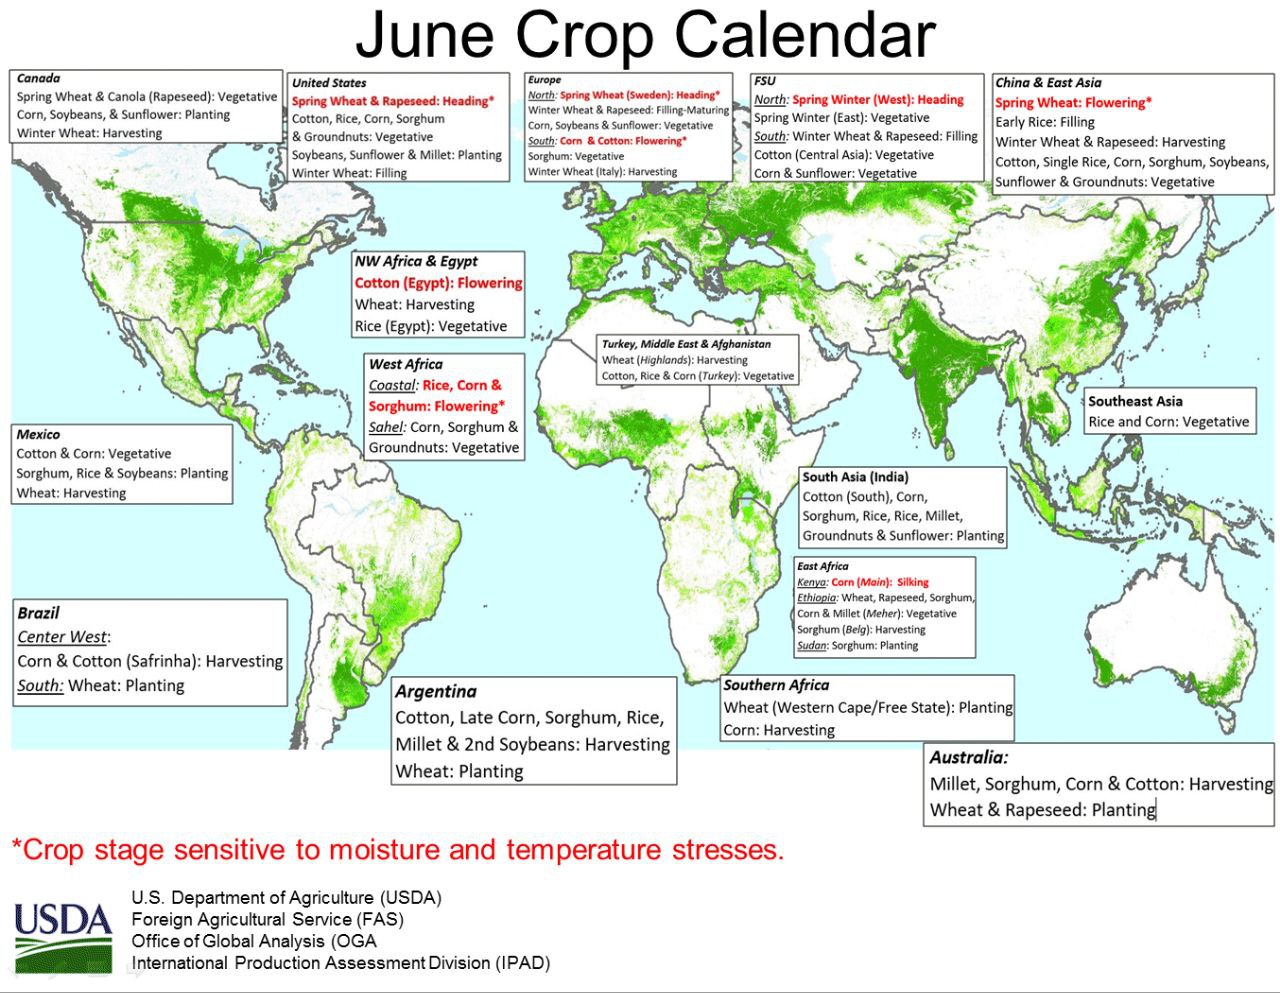 June Crop Calendar
Canada
Spring Wheat & Canola (Rapeseed): Vegetative
Corn, Soybeans, & Sunflower: Planting
Winter Wheat: Harvesting
United States
Spring Wheat & Rapeseed: Heading*
Cotton, Rice, Corn, Sorghum
& Groundnuts: Vegetative
Soybeans, Sunflower & Millet: Planting
Winter Wheat: Filling
Europe
North: Spring Wheat (Sweden): Heading*
Winter Wheat & Rapeseed: Filling-Maturing
Corn, Soybeans & Sunflower: Vegetative
South: Corn & Cotton: Flowering*
Sorghum: Vegetative
Winter Wheat (Italy): Harvesting
FSU
North: Spring Winter (West): Heading
Spring Winter (East): Vegetative
South: Winter Wheat & Rapeseed: Filling
Cotton (Central Asia): Vegetative
Corn & Sunflower: Vegetative
China & East Asia
Spring Wheat: Flowering*
Early Rice: Filling
Winter Wheat & Rapeseed: Harvesting
Cotton, Single Rice, Corn, Sorghum, Soybeans,
Sunflower & Groundnuts: Vegetative
NW Africa & Egypt
Cotton (Egypt): Flowering
Wheat: Harvesting
Rice (Egypt): Vegetative
Turkey, Middle East & Afghanistan
Wheat (Highlands): Harvesting
Cotton, Rice & Corn (Turkey): Vegetative
West Africa
Coastal: Rice, Corn &
Sorghum: Flowering*
Sahel: Corn, Sorghum &
Groundnuts: Vegetative
Southeast Asia
Rice and Corn: Vegetative
Mexico
Cotton & Corn: Vegetative
Sorghum, Rice & Soybeans: Planting
Wheat: Harvesting
South Asia (India)
Cotton (South), Corn,
Sorghum, Rice, Rice, Millet,
Groundnuts & Sunflower: Planting
East Africa
Kenya: Corn (Main): Silking
Ethiopia: Wheat, Rapeseed, Sorghum,
Corn & Millet (Meher): Vegetative
Sorghum (Belg): Harvesting
Sudan: Sorghum: Planting
Brazil
Center West:
Corn & Cotton (Safrinha): Harvesting
South: Wheat: Planting
Argentina
Cotton, Late Corn, Sorghum, Rice,
Millet & 2nd Soybeans: Harvesting
Wheat: Planting
Southern Africa
Wheat (Western Cape/Free State): Planting
Corn: Harvesting
Australia:
Millet, Sorghum, Corn & Cotton: Harvesting
Wheat & Rapeseed: Planting
*Crop stage sensitive to moisture and temperature stresses.
USDA
U.S. Department of Agriculture (USDA)
Foreign Agricultural Service (FAS)
Office of Global Analysis (OGA
International Production Assessment Division (IPAD)